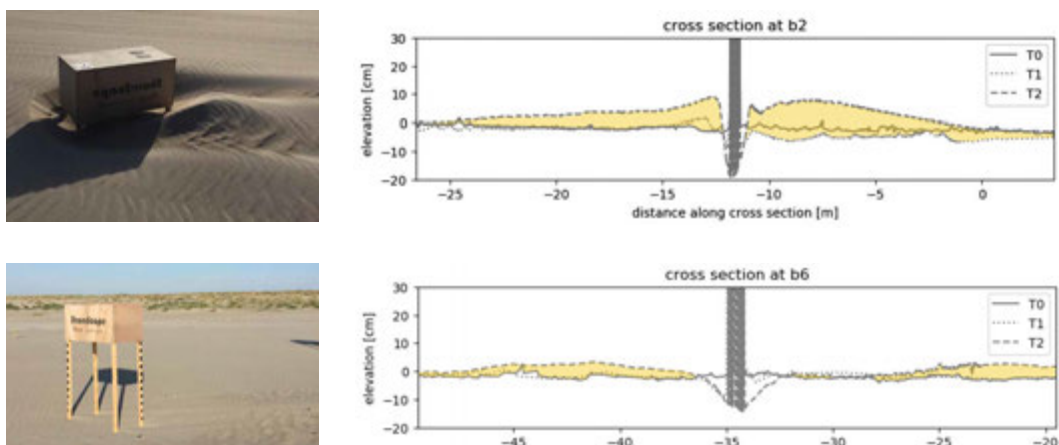 cross section at b2
elevation [cm]
30
20
10
0
−10
−20
T0
T1
T2
−25
−20
−15
−10
−5
0
distance along cross section [m]
cross section at b6
elevation [cm]
30
20
10
0
−10
−20
T0
T1
T2
−45
−40
−35
−30
−25
−20